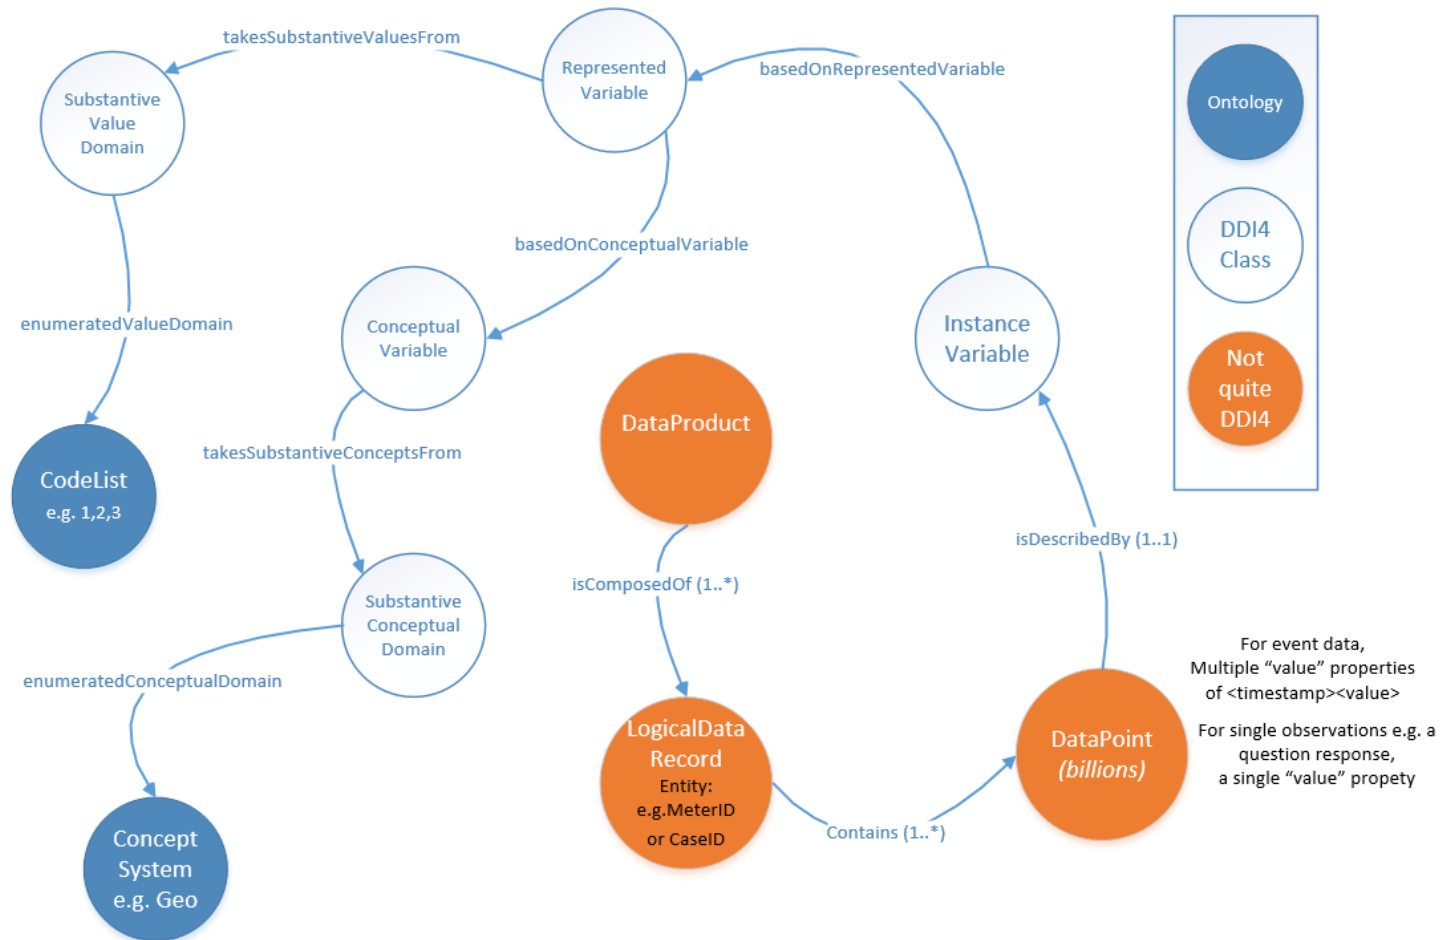 takesSubstantiveValuesFrom
Represented
Variable
basedOnRepresentedVariable
Substantive
Value
Domain
Ontology
DDI4
Class
basedOnConceptualVariable
enumeratedValueDomain
Conceptual
Variable
Instance
Variable
Not
quite
DDI4
DataProduct
takesSubstantiveConceptsFrom
CodeList
e.g. 1,2,3
isDescribedBy (1..1)
isComposedOf (1..*)
Substantive
Conceptual
Domain
For event data,
Multiple “value” properties
of <timestamp><value>
For single observations e.g. a
question response,
a single “value” propety
enumeratedConceptualDomain
LogicalData
Record
Entity:
e.g.MeterID
or CaseID
DataPoint
(billions)
Contains (1..*)
Concept
System
e.g. Geo